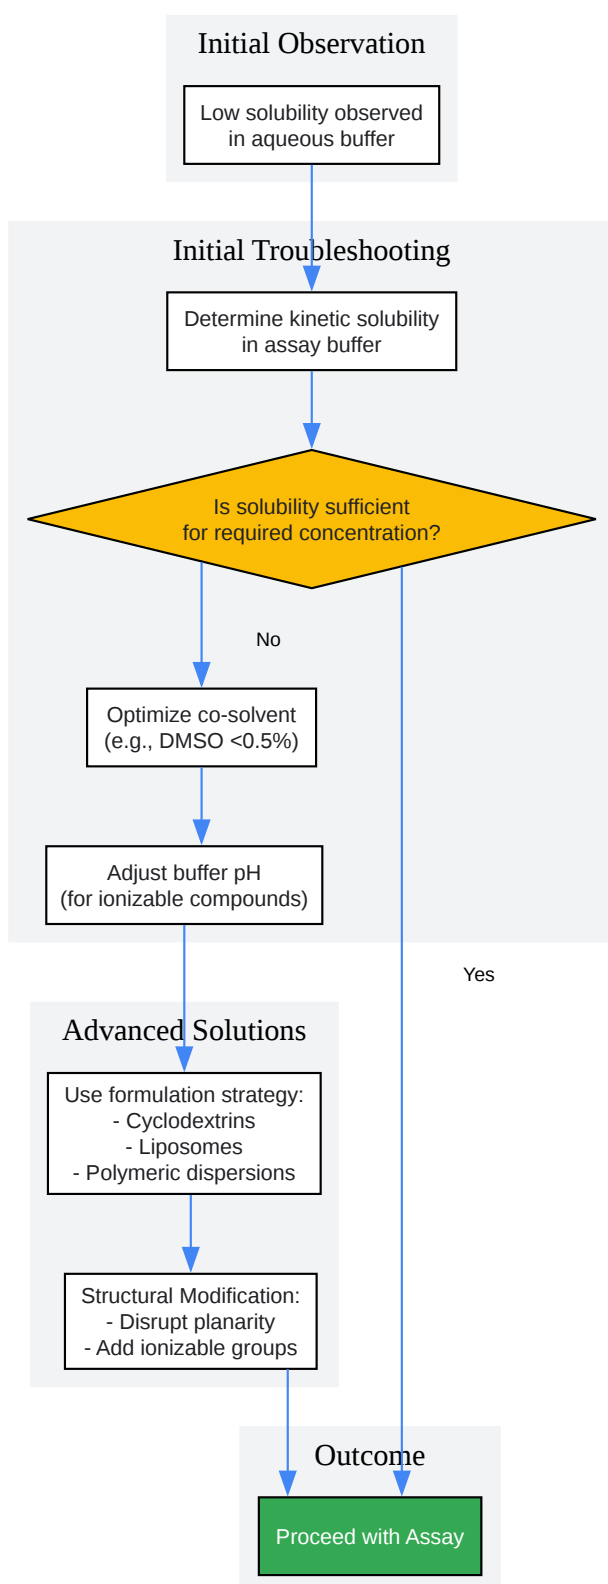 Initial Observation
Low solubility observed
in aqueous buffer
Initial Troubleshooting
Determine kinetic solubility
in assay buffer
Is solubility sufficient
for required concentration?
No
Optimize co-solvent
(e.g., DMSO <0.5%)
Adjust buffer pH
(for ionizable compounds)
Yes
Advanced Solutions
Use formulation strategy:
- Cyclodextrins
- Liposomes
- Polymeric dispersions
Structural Modification:
- Disrupt planarity
- Add ionizable groups
Outcome
Proceed with Assay